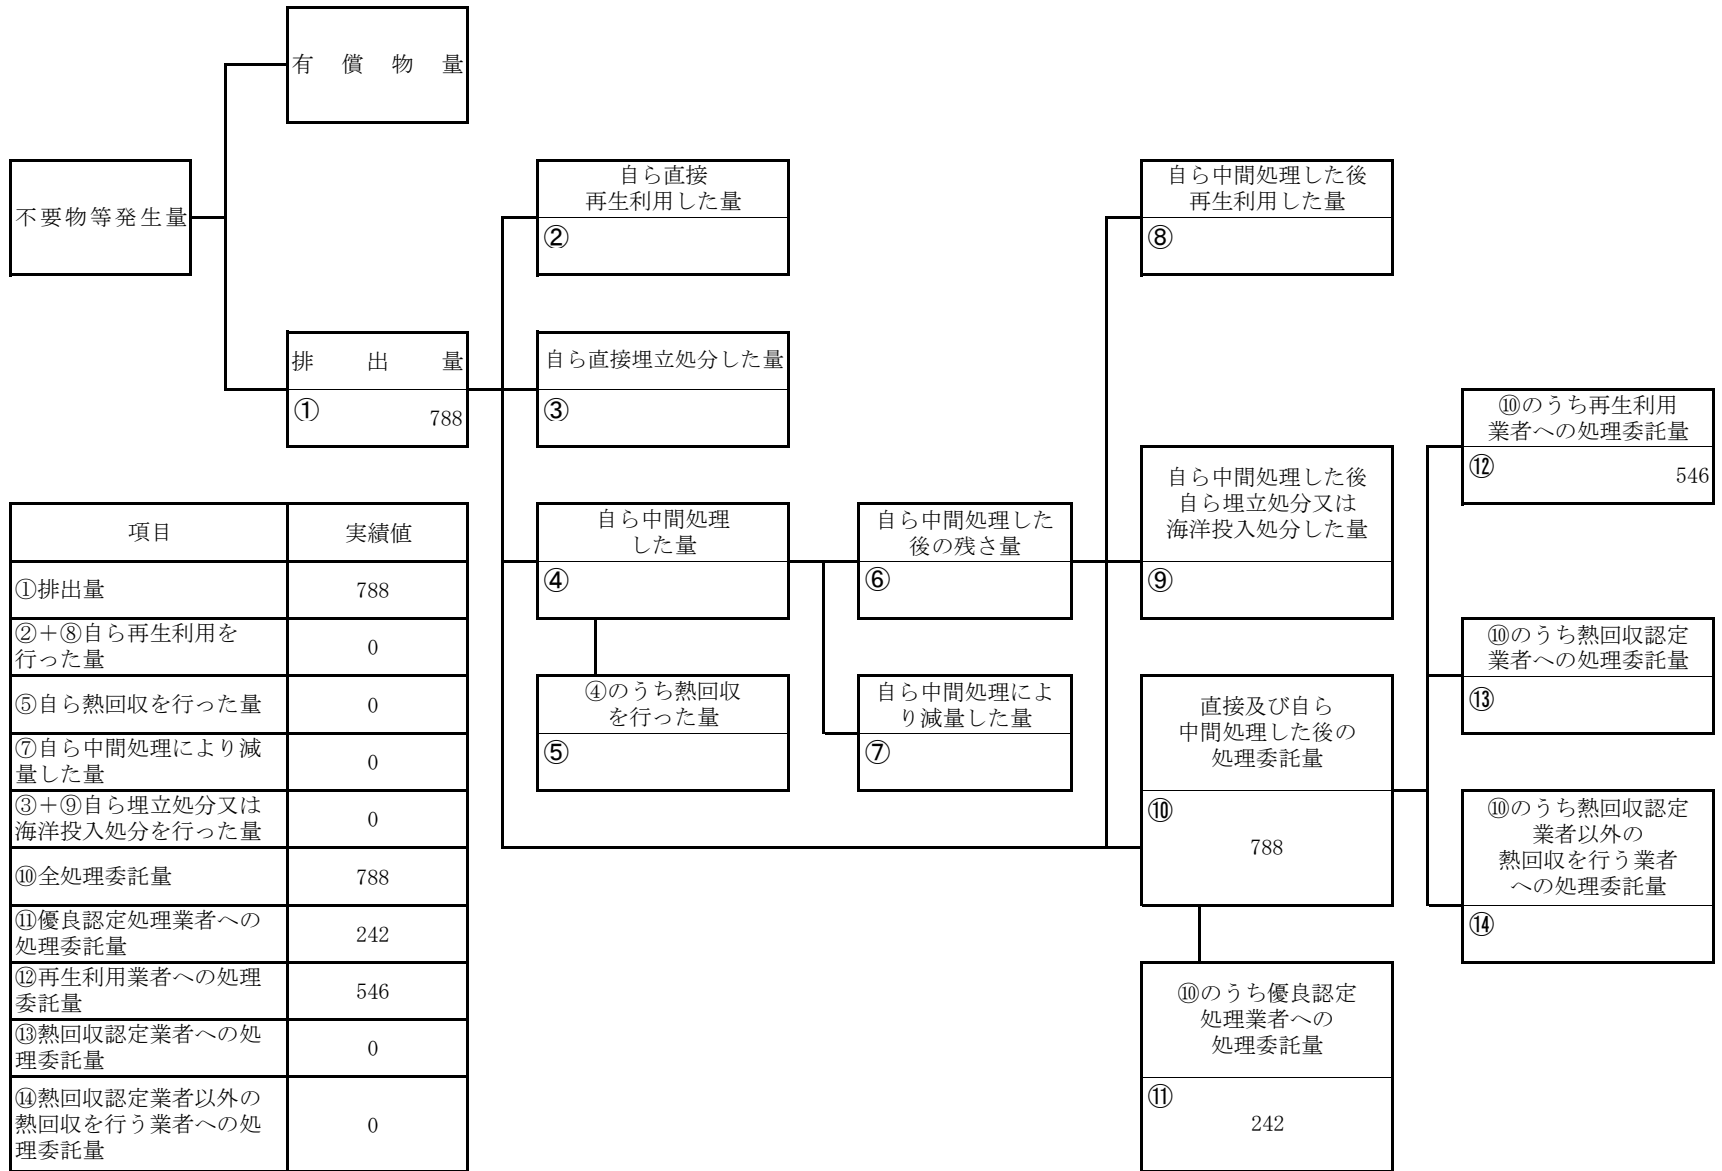 有償物量
不要物等発生量
排出量
①
788
自ら直接
再生利用した量
②
自ら直接埋立処分した量
③
自ら中間処理
した量
④
④のうち熱回収
を行った量
⑤
自ら中間処理した
後の残さ量
⑥
自ら中間処理によ
り減量した量
⑦
自ら中間処理した後
再生利用した量
⑧
自ら中間処理した後
自ら埋立処分又は
海洋投入処分した量
⑨
直接及び自ら
中間処理した後の
処理委託量
⑩
788
⑩のうち優良認定
処理業者への
処理委託量
⑪
242
⑩のうち再生利用
業者への処理委託量
⑫
546
⑩のうち熱回収認定
業者への処理委託量
⑬
⑩のうち熱回収認定
業者以外の
熱回収を行う業者
への処理委託量
⑭
項目 実績値
①排出量 788
②+⑧自ら再生利用を
行った量 0
⑤自ら熱回収を行った量 0
⑦自ら中間処理により減
量した量 0
③+⑨自ら埋立処分又は
海洋投入処分を行った量 0
⑩全処理委託量 788
⑪優良認定処理業者への
処理委託量 242
⑫再生利用業者への処理
委託量 546
⑬熱回収認定業者への処
理委託量 0
⑭熱回収認定業者以外の
熱回収を行う業者への処
理委託量 0